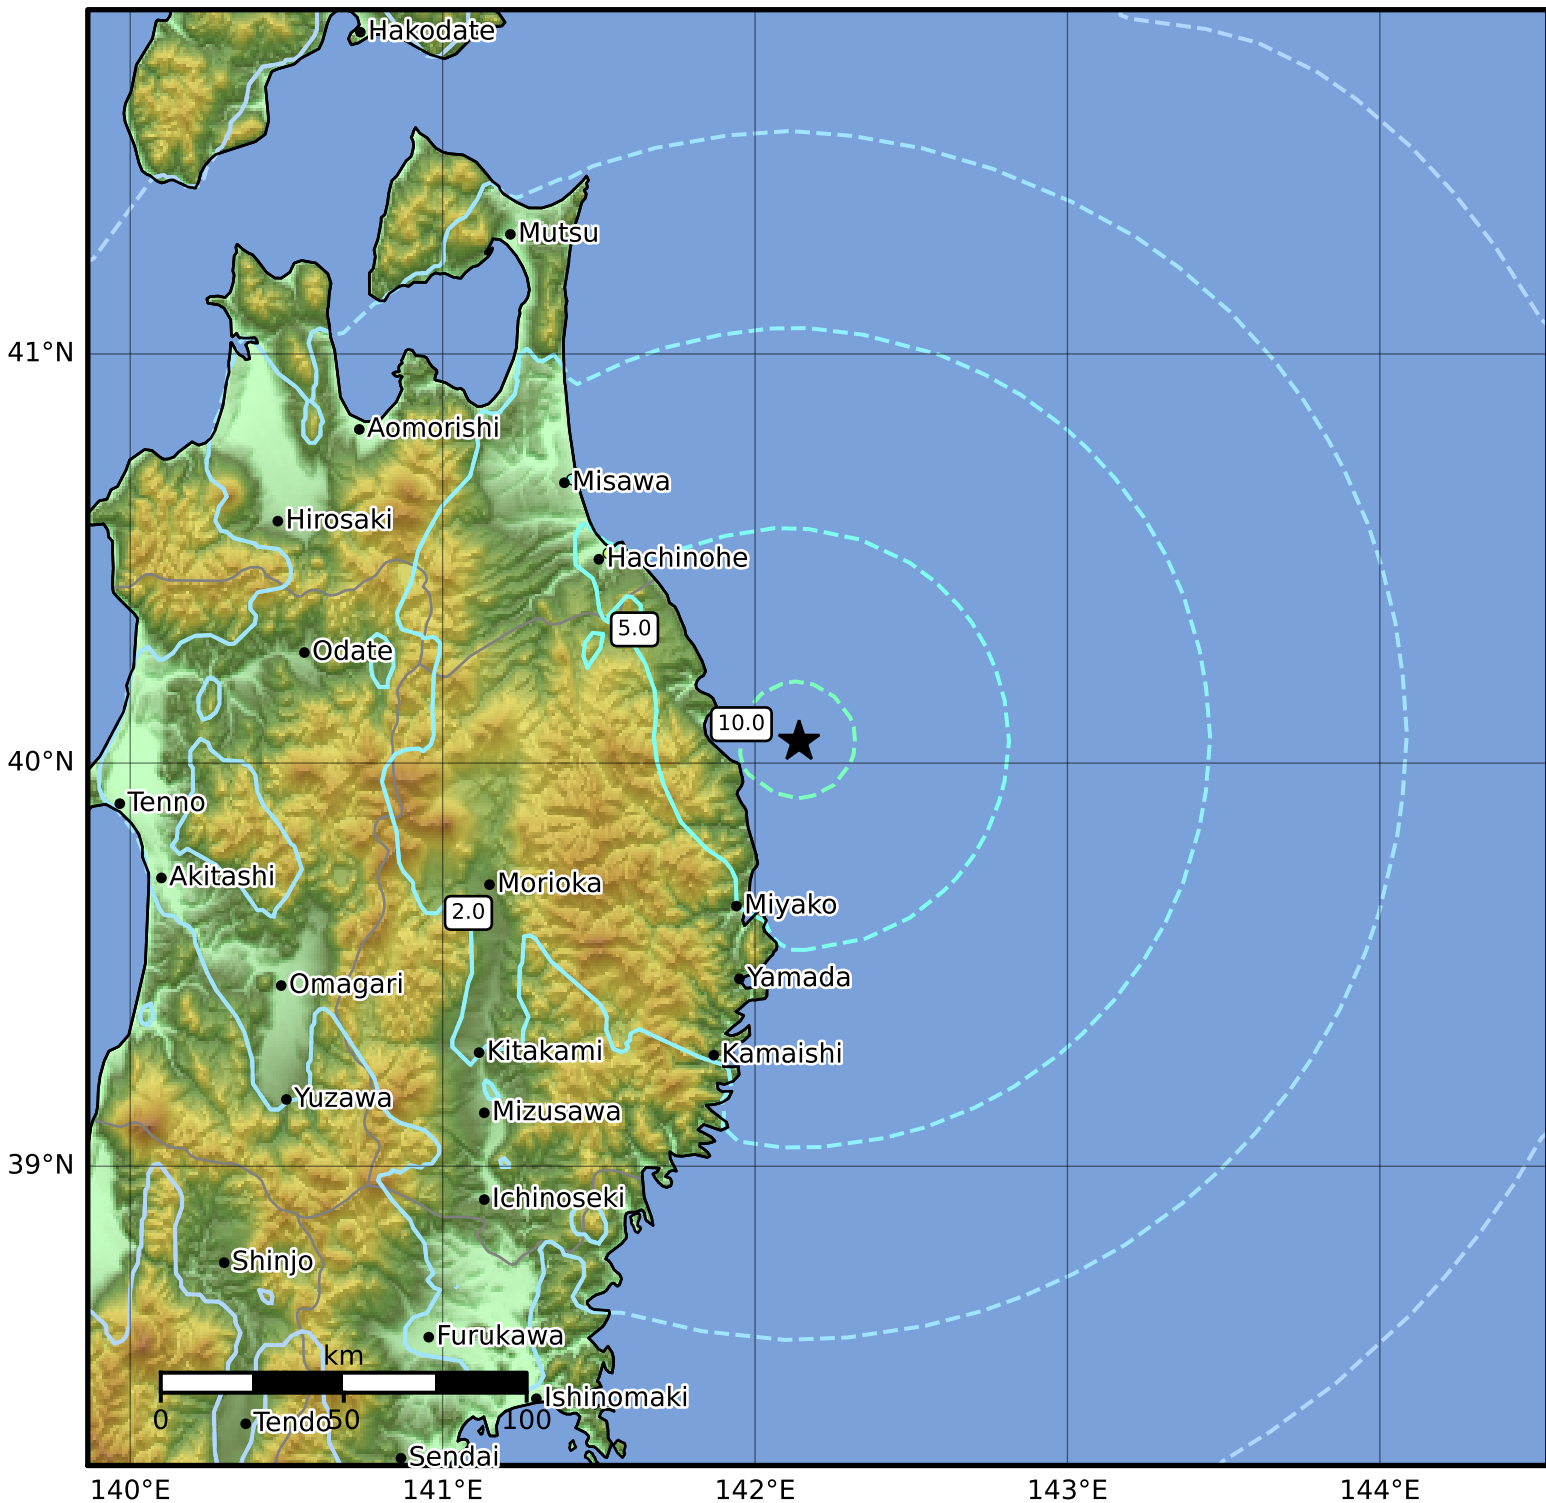 Hakodate
Mutsu
41°N
Aomorishi
Misawa
Hirosaki
Hachinohe
5.0
Odate
10.0
40°N
Tenno
Akitashi
Morioka
Miyako
2.0
Yamada
Omagari
Kitakami
Kamaishi
Yuzawa
Mizusawa
39°N
Ichinoseki
Shinjo
Furukawa
km
Ishinomaki
0 50 100
Tendo
Sendai
140°E 141°E 142°E 143°E 144°E